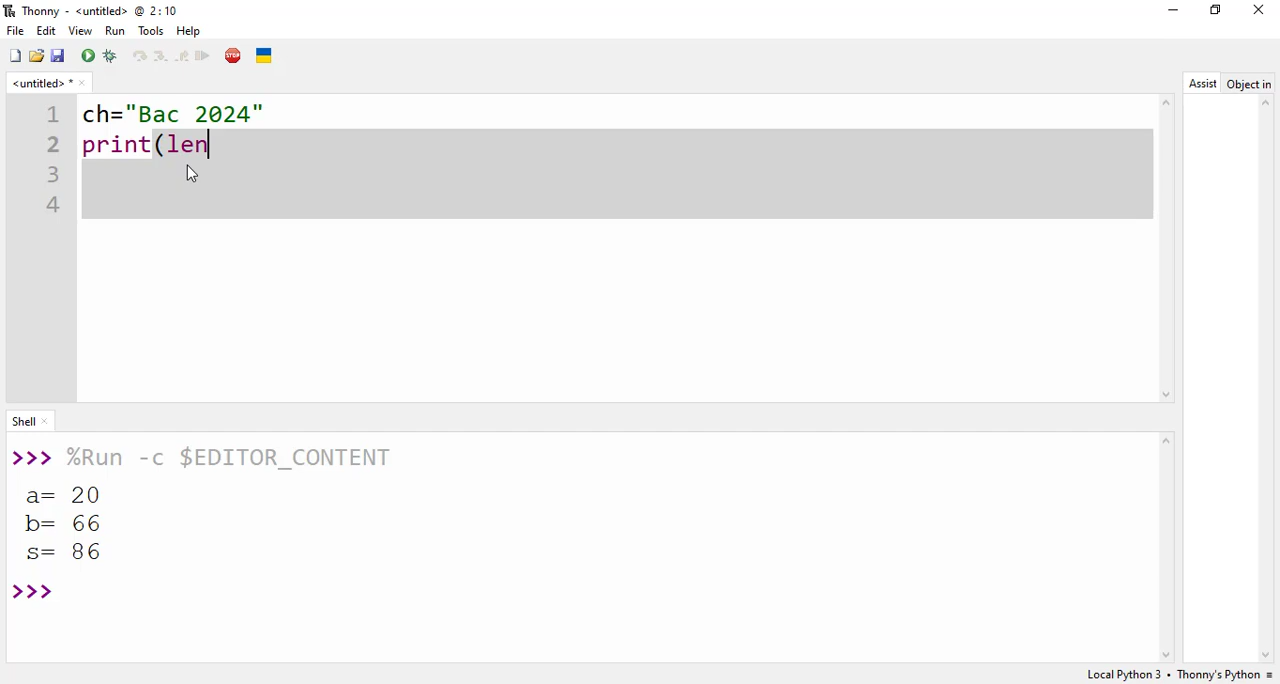 Thonny - <untitled> @ 2:10
File Edit View Run Tools Help
STOP
<untitled> * ×
Assist Object in
1 ch="Bac 2024"
2 print(len
3
4
Shell ×
>>> %Run -c $EDITOR_CONTENT
a= 20
b= 66
s= 86
>>>
Local Python 3 • Thonny's Python ≡